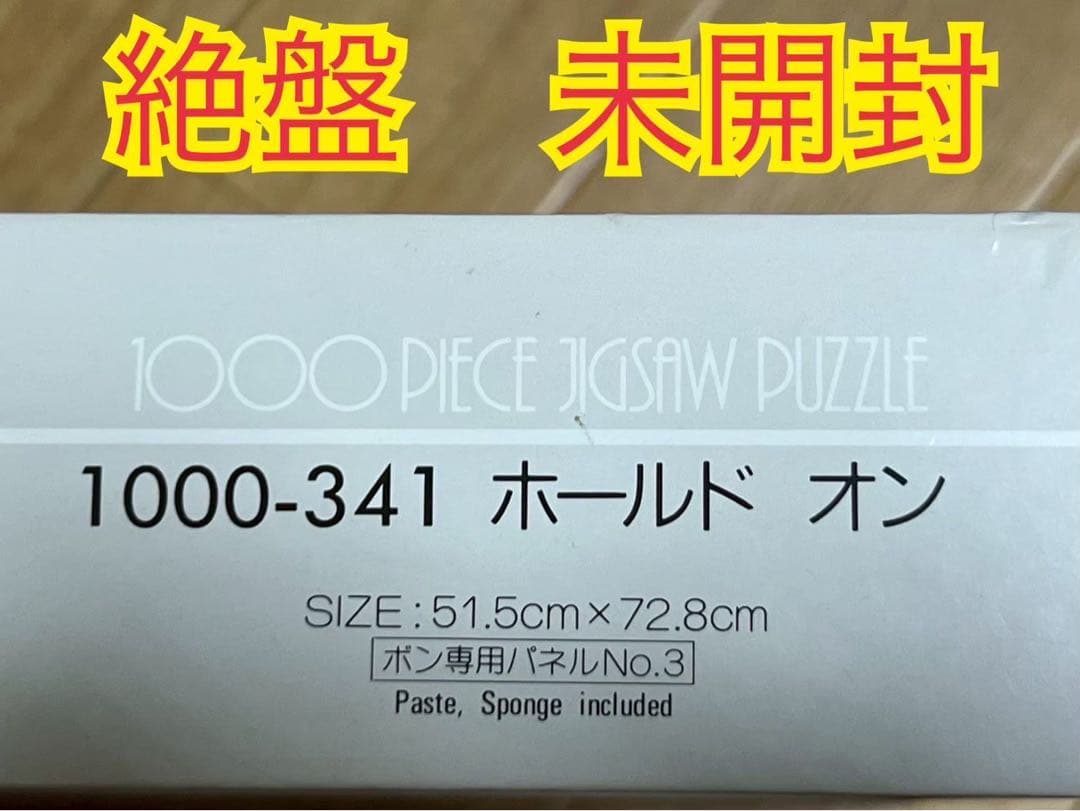 絶盤 未開封
1000 PIECE JIGSAW PUZZLE
1000-341 ホールド オン
SIZE : 51.5cm×72.8cm
ボン専用パネルNo.3
Paste, Sponge included